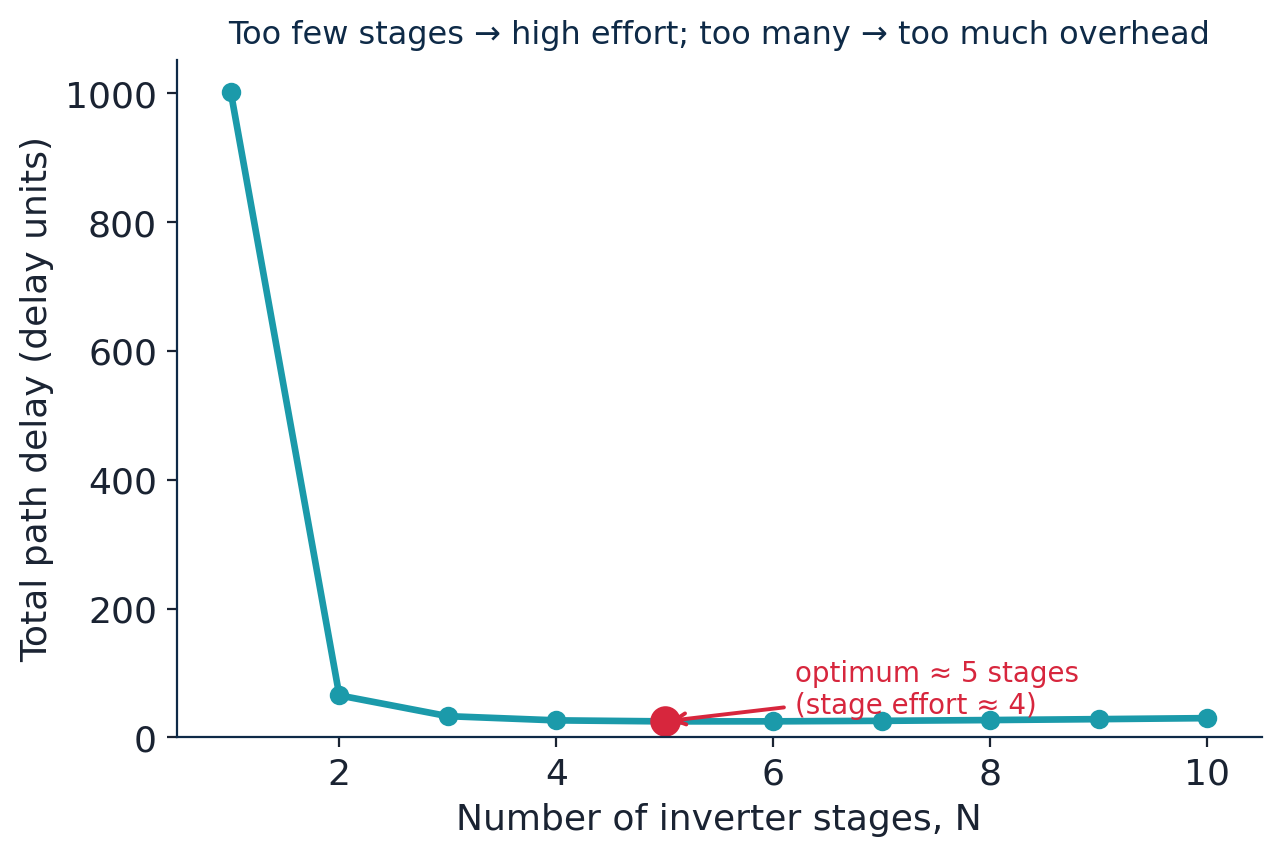 Too few stages → high effort; too many → too much overhead
Total path delay (delay units)
1000
800
600
400
200
0
optimum ≈ 5 stages
(stage effort ≈ 4)
2 4 6 8 10
Number of inverter stages, N